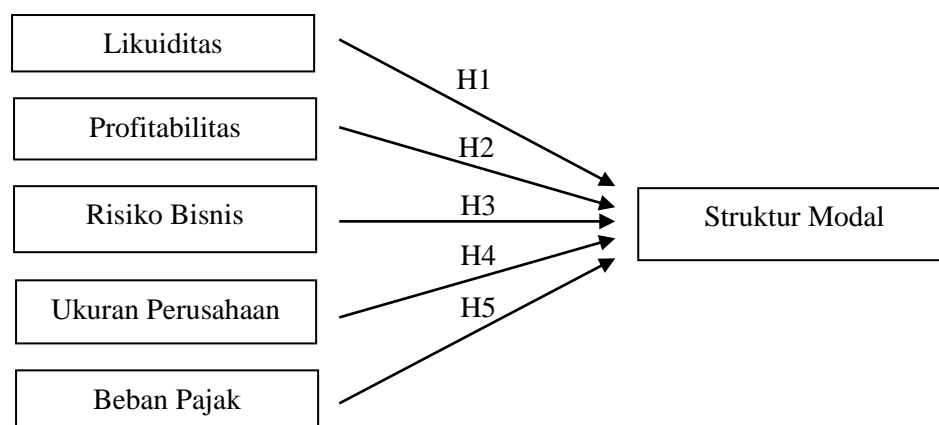 Likuiditas
H1
Profitabilitas
H2
Risiko Bisnis
H3
Struktur Modal
H4
Ukuran Perusahaan
H5
Beban Pajak